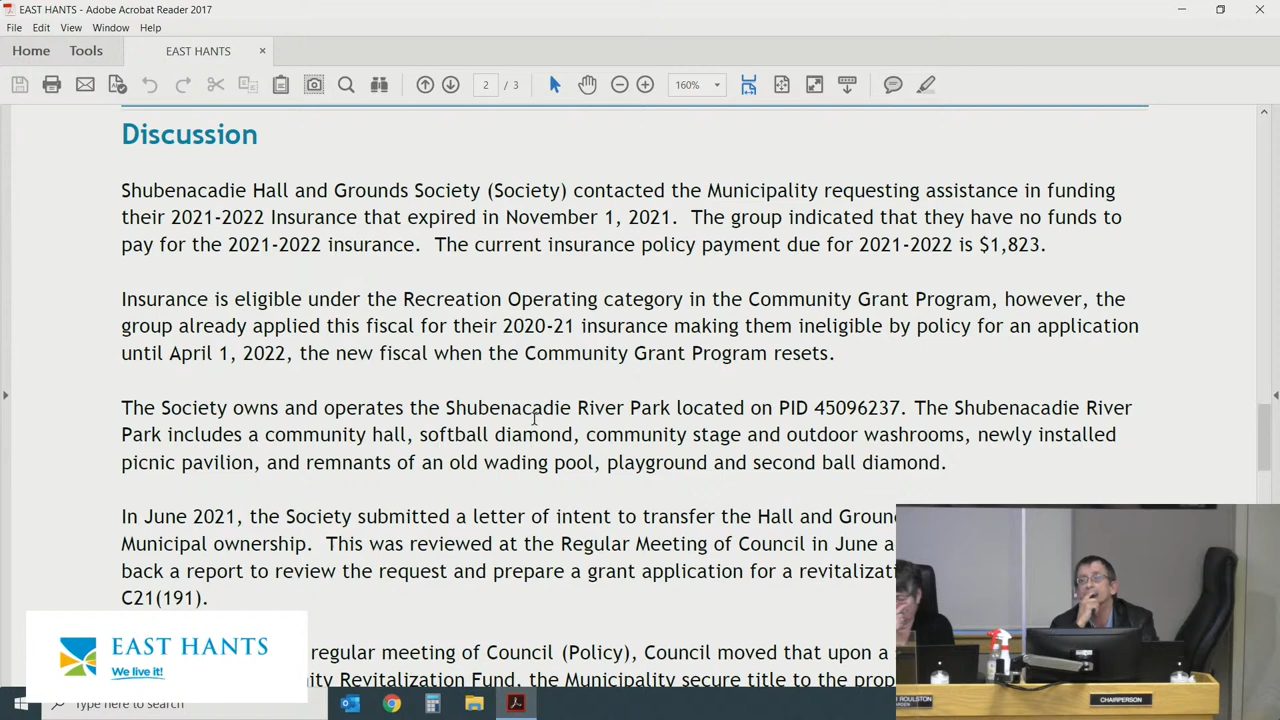 EAST HANTS - Adobe Acrobat Reader 2017
File Edit View Window Help
Home Tools EAST HANTS
2 / 3 160%
Discussion
Shubenacadie Hall and Grounds Society (Society) contacted the Municipality requesting assistance in funding
their 2021-2022 Insurance that expired in November 1, 2021. The group indicated that they have no funds to
pay for the 2021-2022 insurance. The current insurance policy payment due for 2021-2022 is $1,823.
Insurance is eligible under the Recreation Operating category in the Community Grant Program, however, the
group already applied this fiscal for their 2020-21 insurance making them ineligible by policy for an application
until April 1, 2022, the new fiscal when the Community Grant Program resets.
The Society owns and operates the Shubenacadie River Park located on PID 45096237. The Shubenacadie River
Park includes a community hall, softball diamond, community stage and outdoor washrooms, newly installed
picnic pavilion, and remnants of an old wading pool, playground and second ball diamond.
In June 2021, the Society submitted a letter of intent to transfer the Hall and Groun
Municipal ownership. This was reviewed at the Regular Meeting of Council in June a
back a report to review the request and prepare a grant application for a revitalizati
C21(191).
regular meeting of Council (Policy), Council moved that upon a
ity Revitalization Fund, the Municipality secure title to the prop
EAST HANTS
We live it!
Type here to search
ROULSTON
RDEN
CHAIRPERSON